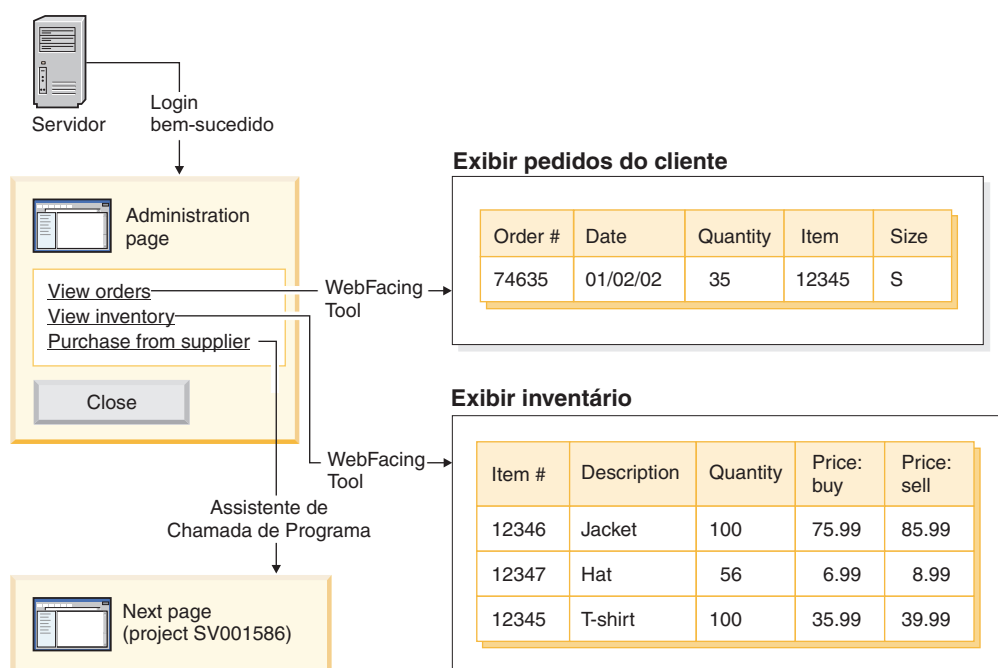 Servidor
Login
bem-sucedido
Administration
page
View orders
View inventory
Purchase from supplier
Close
WebFacing
Tool
WebFacing
Tool
Assistente de
Chamada de Programa
Next page
(project SV001586)
Exibir pedidos do cliente
Order # Date Quantity Item Size
74635 01/02/02 35 12345 S
Exibir inventário
Item # Description Quantity Price: buy Price: sell
12346 Jacket 100 75.99 85.99
12347 Hat 56 6.99 8.99
12345 T-shirt 100 35.99 39.99